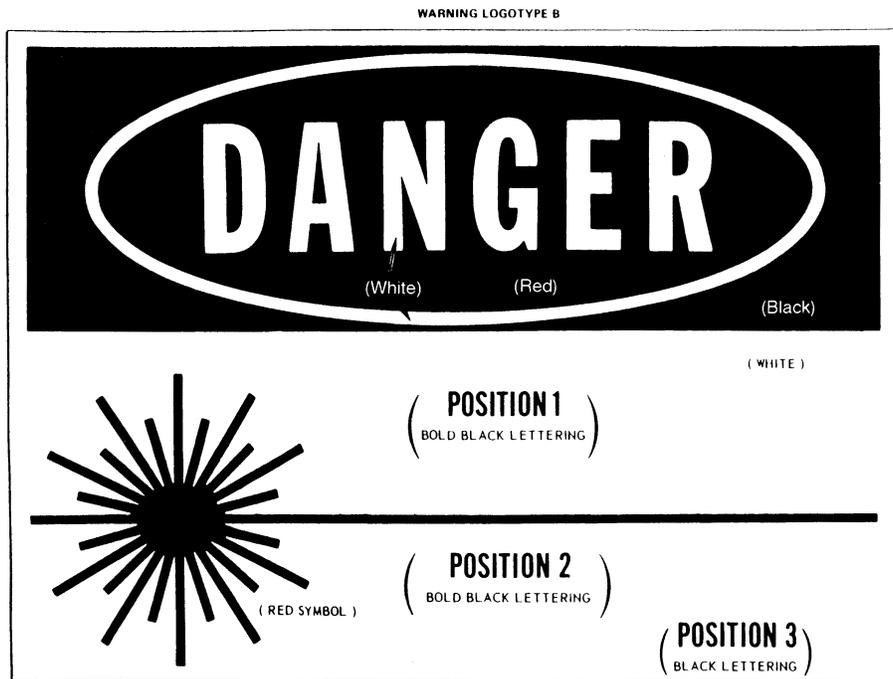 WARNING LOGOTYPE B
DANGER
(White) (Red)
(Black)
( WHITE )
POSITION 1
BOLD BLACK LETTERING
POSITION 2
BOLD BLACK LETTERING
( RED SYMBOL )
POSITION 3
BLACK LETTERING